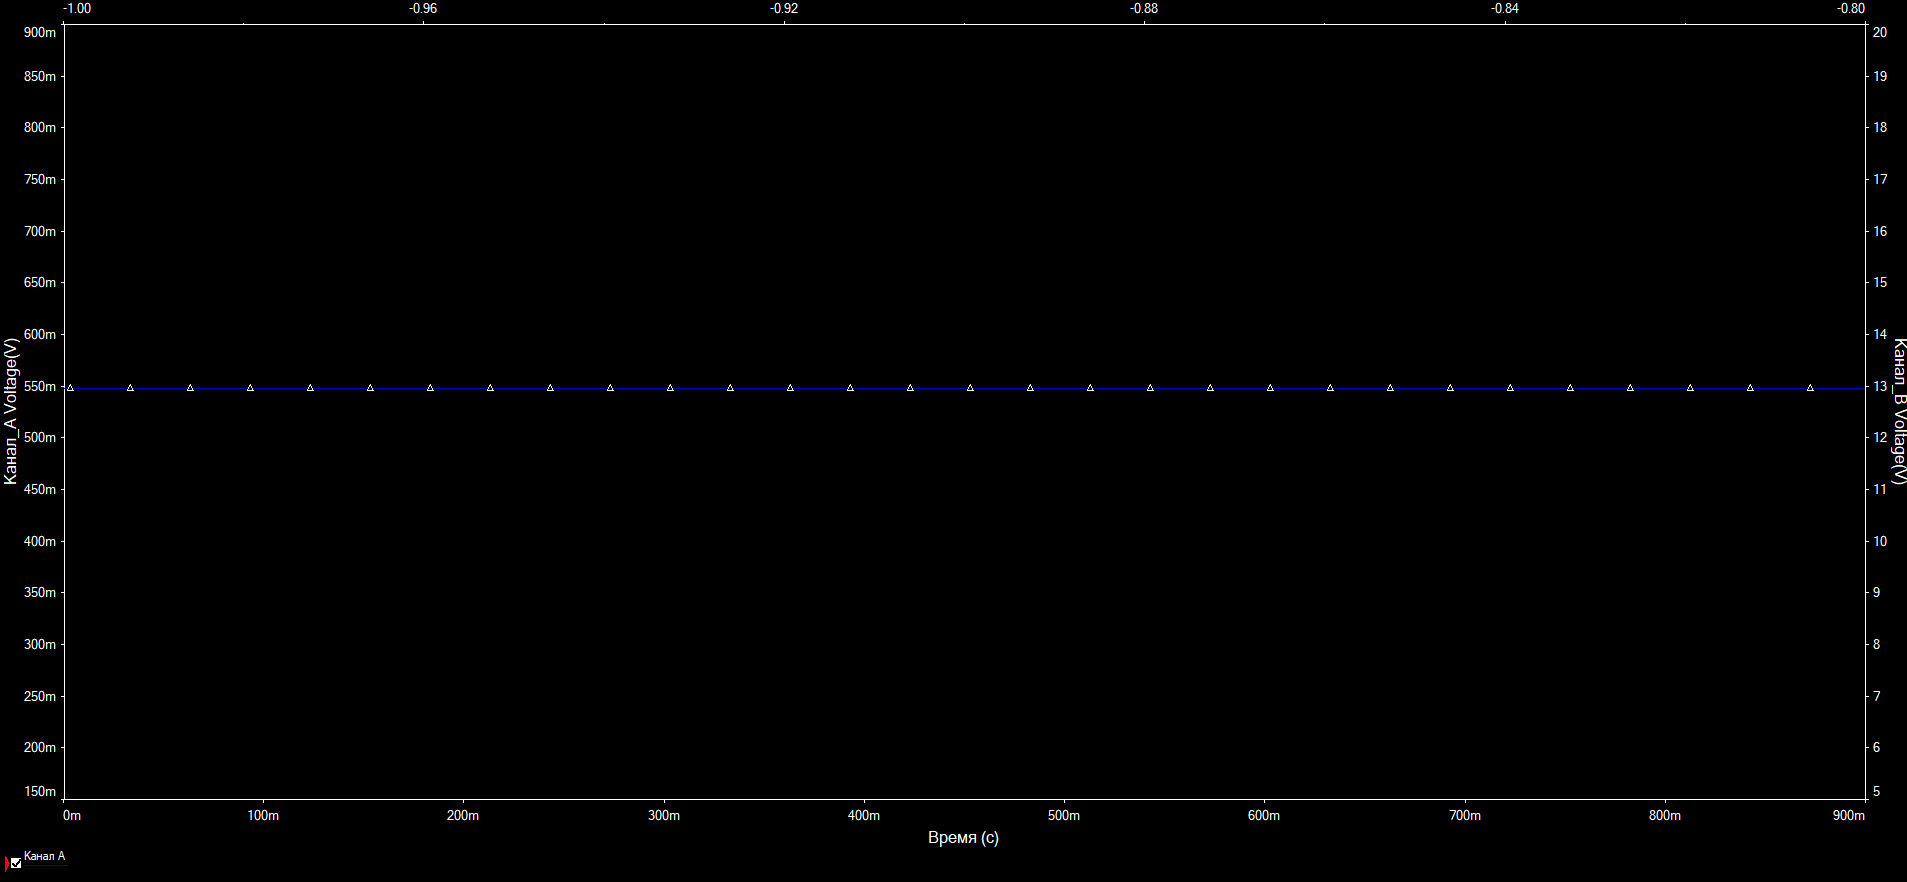 -1.00 -0.96 -0.92 -0.88 -0.84 -0.80
900m
850m
800m
750m
700m
650m
600m
550m
500m
450m
400m
350m
300m
250m
200m
150m
Канал_A Voltage(V)
20
19
18
17
16
15
14
13
12
11
10
9
8
7
6
5
Канал_B Voltage(V)
0m 100m 200m 300m 400m 500m 600m 700m 800m 900m
Время (с)
Канал A